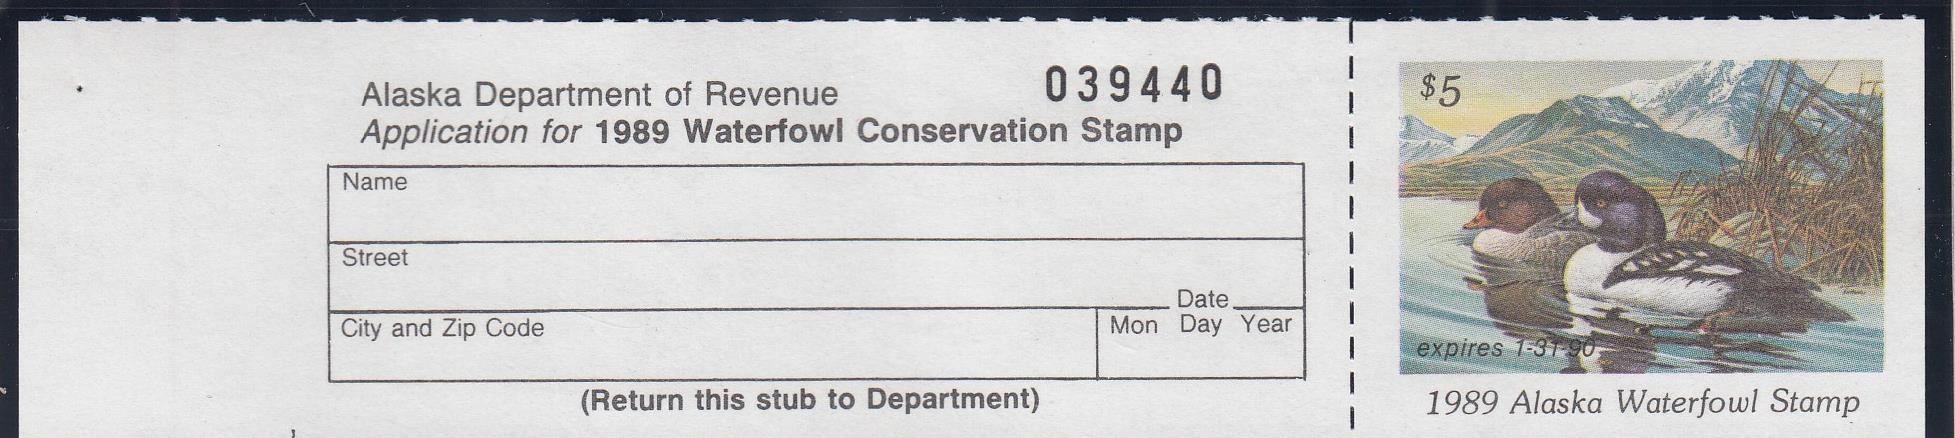 039440
Alaska Department of Revenue
Application for 1989 Waterfowl Conservation Stamp
Name
Street
City and Zip Code
Date
Mon Day Year
(Return this stub to Department)
$5
expires 1-31-90
1989 Alaska Waterfowl Stamp